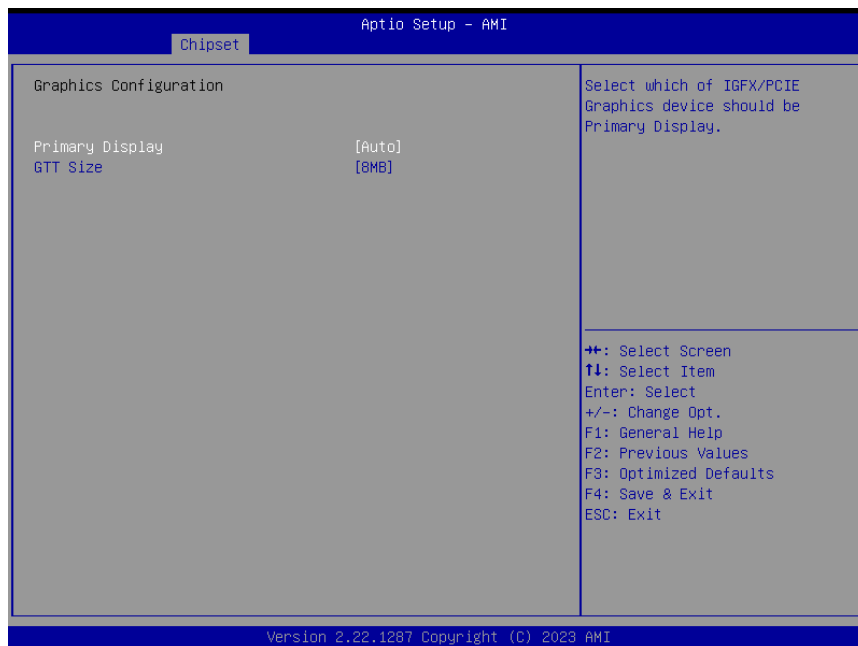 Aptio Setup – AMI
Chipset
Graphics Configuration
Primary Display [Auto]
GTT Size [8MB]
Select which of IGFX/PCIE
Graphics device should be
Primary Display.
→←: Select Screen
↑↓: Select Item
Enter: Select
+/-: Change Opt.
F1: General Help
F2: Previous Values
F3: Optimized Defaults
F4: Save & Exit
ESC: Exit
Version 2.22.1287 Copyright (C) 2023 AMI